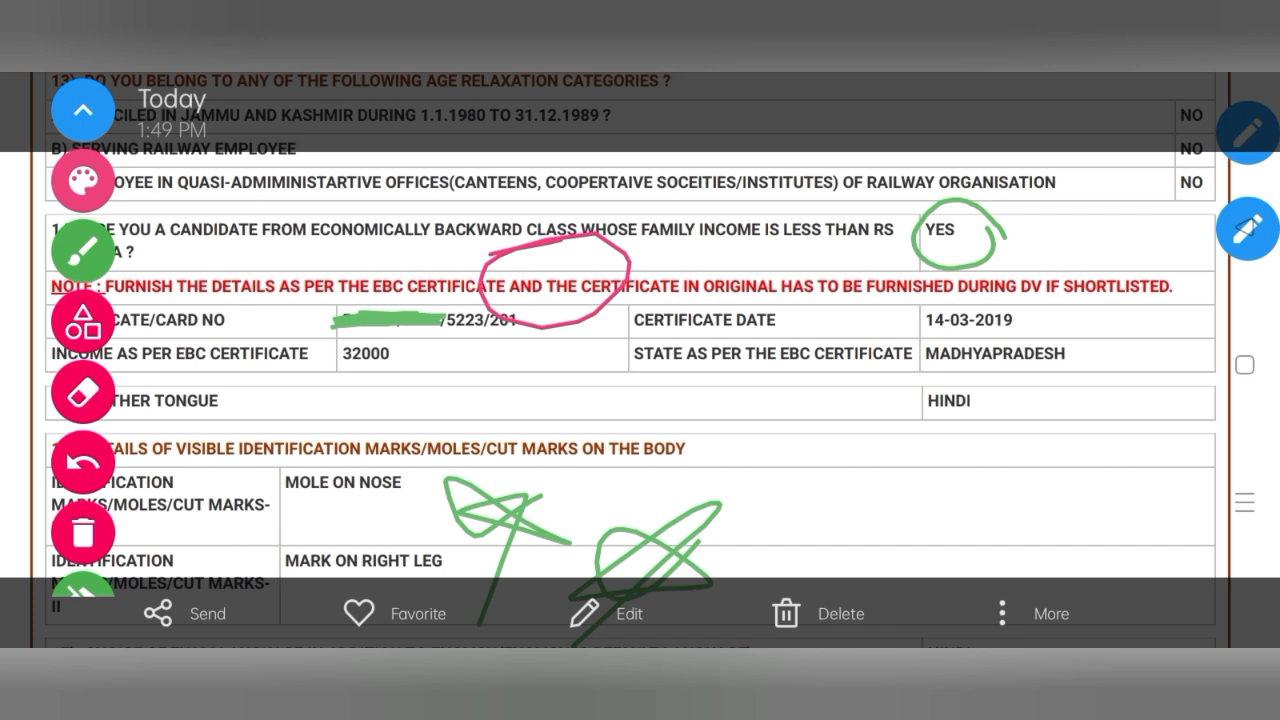 13) DO YOU BELONG TO ANY OF THE FOLLOWING AGE RELAXATION CATEGORIES ?
Today
CILED IN JAMMU AND KASHMIR DURING 1.1.1980 TO 31.12.1989 ? NO
1:49 PM
B) SERVING RAILWAY EMPLOYEE NO
OYEE IN QUASI-ADMIMINISTARTIVE OFFICES(CANTEENS, COOPERTAIVE SOCEITIES/INSTITUTES) OF RAILWAY ORGANISATION NO
E YOU A CANDIDATE FROM ECONOMICALLY BACKWARD CLASS WHOSE FAMILY INCOME IS LESS THAN RS YES
A ?
NOTE : FURNISH THE DETAILS AS PER THE EBC CERTIFICATE AND THE CERTIFICATE IN ORIGINAL HAS TO BE FURNISHED DURING DV IF SHORTLISTED.
CATE/CARD NO /5223/201 CERTIFICATE DATE 14-03-2019
INCOME AS PER EBC CERTIFICATE 32000 STATE AS PER THE EBC CERTIFICATE MADHYAPRADESH
THER TONGUE HINDI
AILS OF VISIBLE IDENTIFICATION MARKS/MOLES/CUT MARKS ON THE BODY
IDENTIFICATION MOLE ON NOSE
MARKS/MOLES/CUT MARKS-
IDENTIFICATION MARK ON RIGHT LEG
MARKS/MOLES/CUT MARKS-
II
Send Favorite Edit Delete More